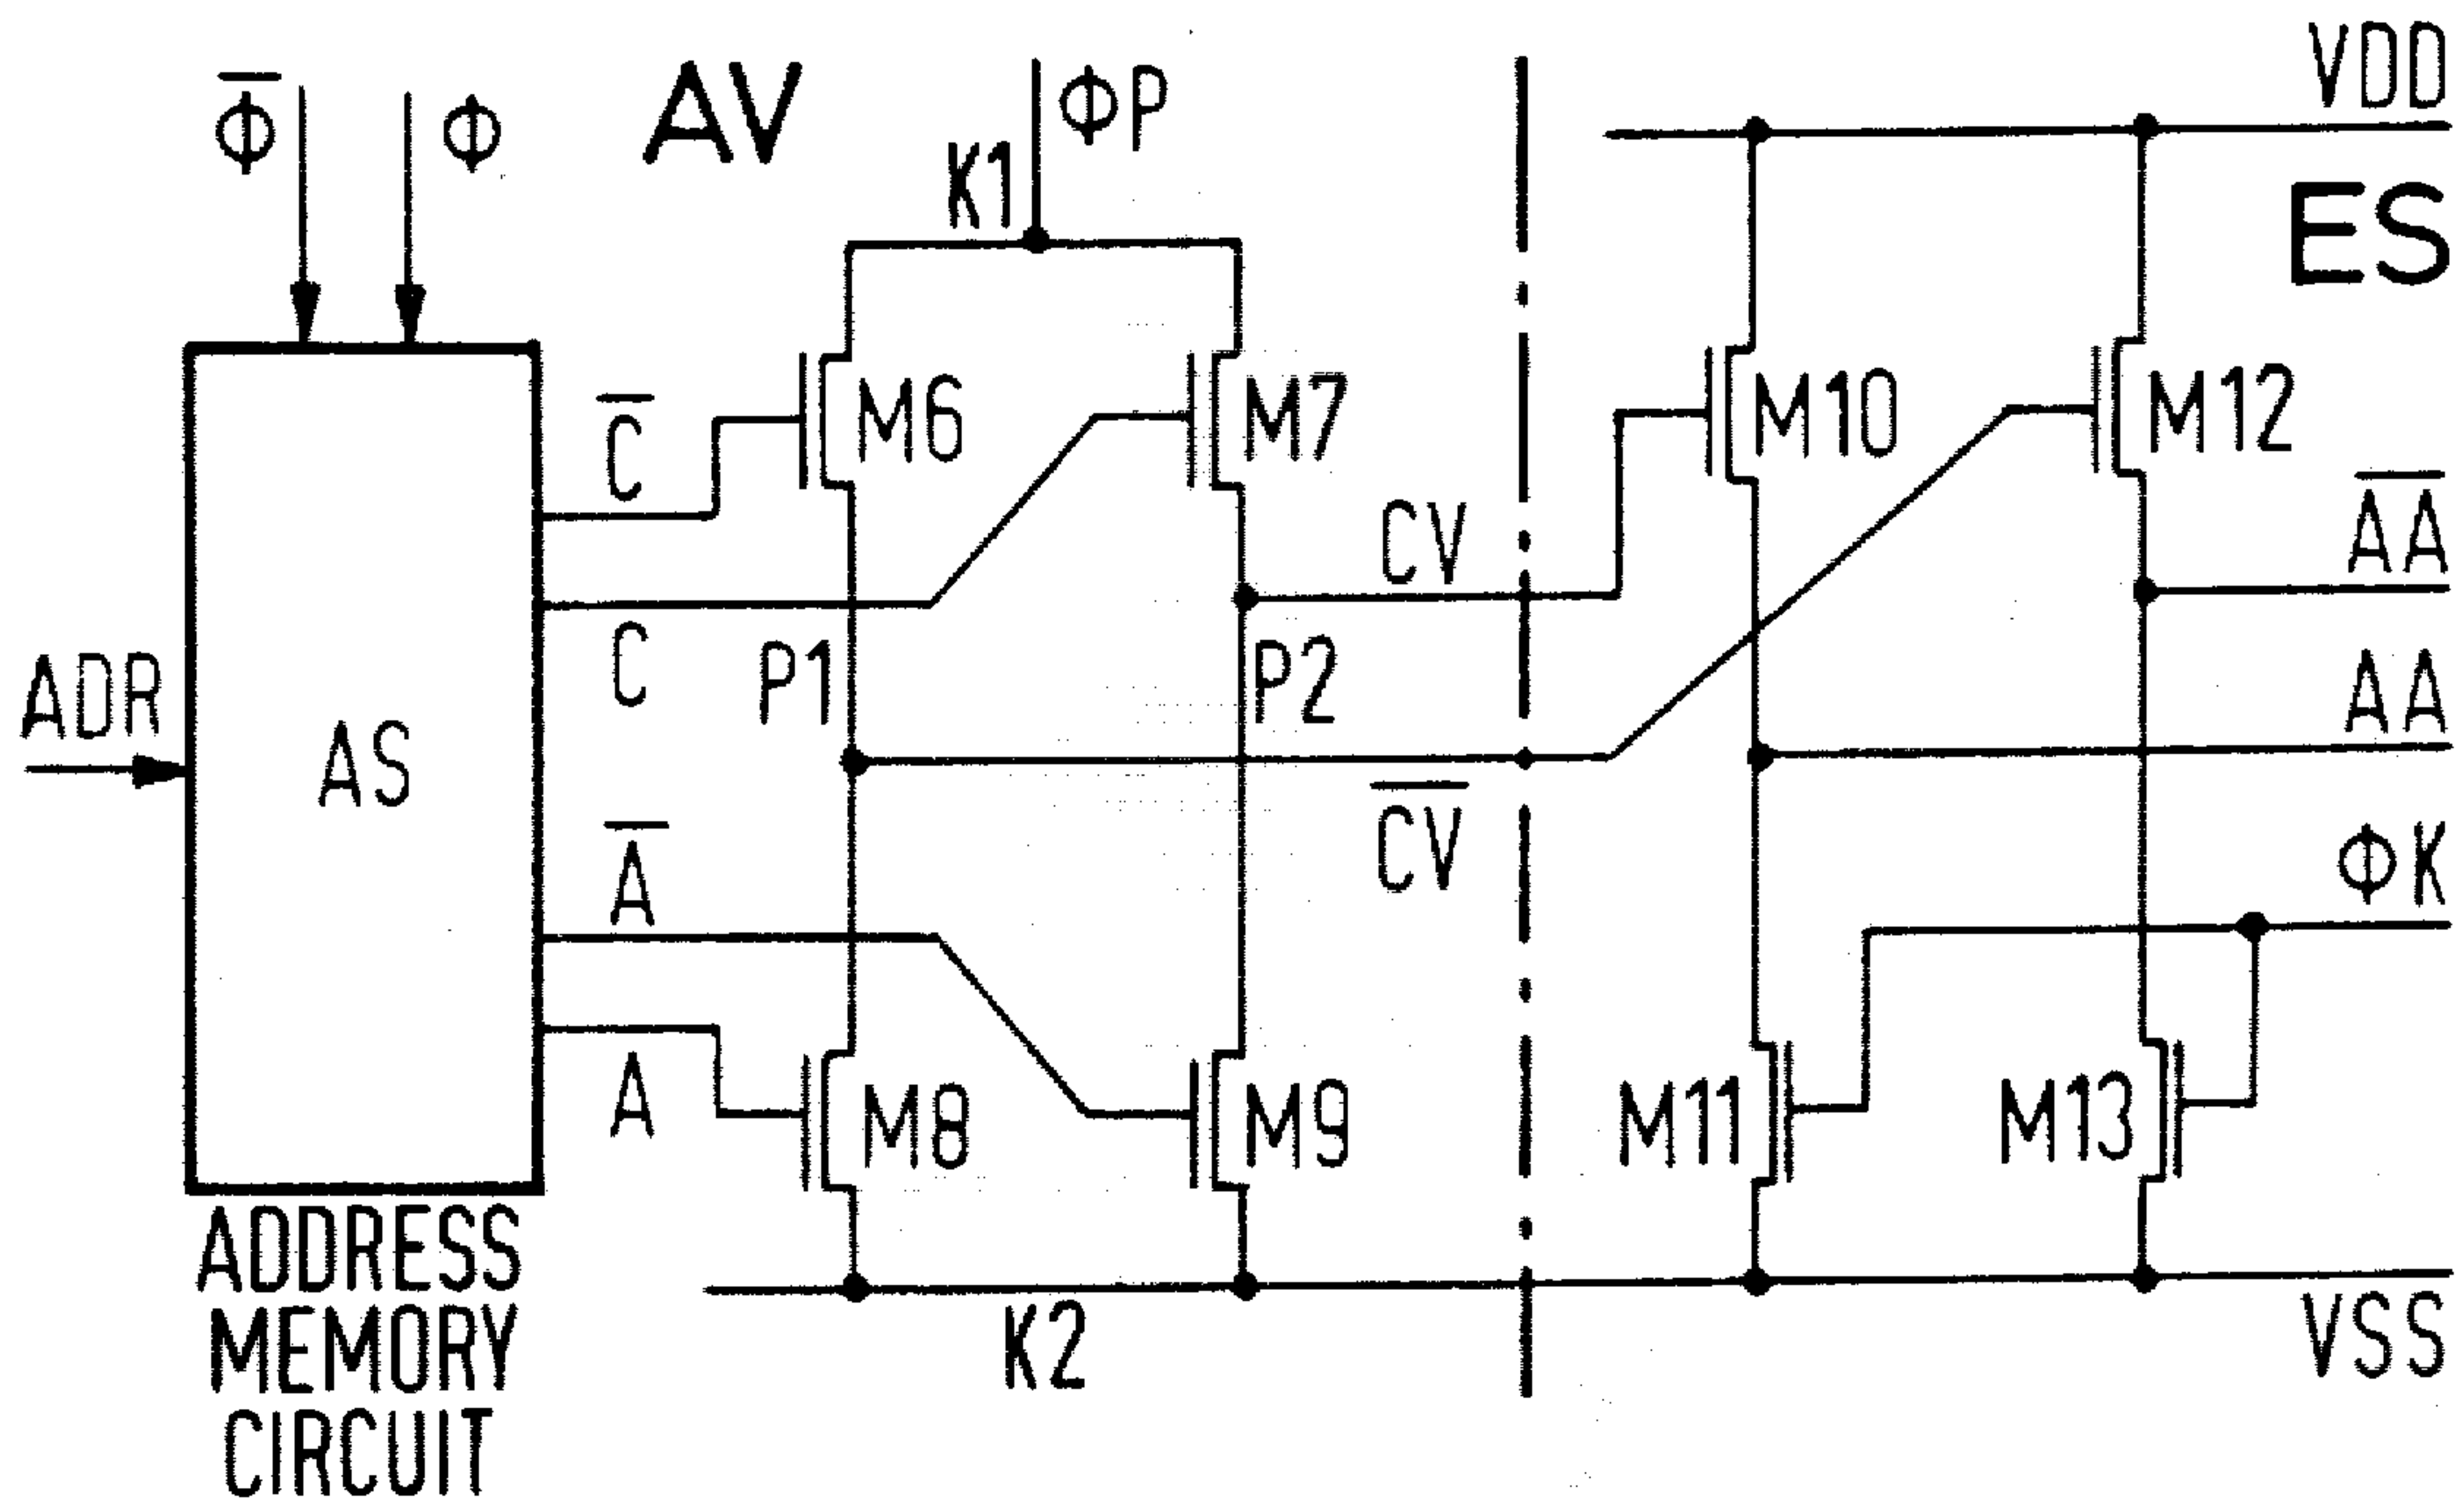 Φ̅
Φ
AV
K1
ΦP
VDD
ES
C̅
M6
M7
M10
M12
CV
A̅A̅
C
P1
P2
AA
ADR
AS
C̅V̅
A̅
ΦK
A
M8
M9
M11
M13
ADDRESS
MEMORY
CIRCUIT
K2
VSS